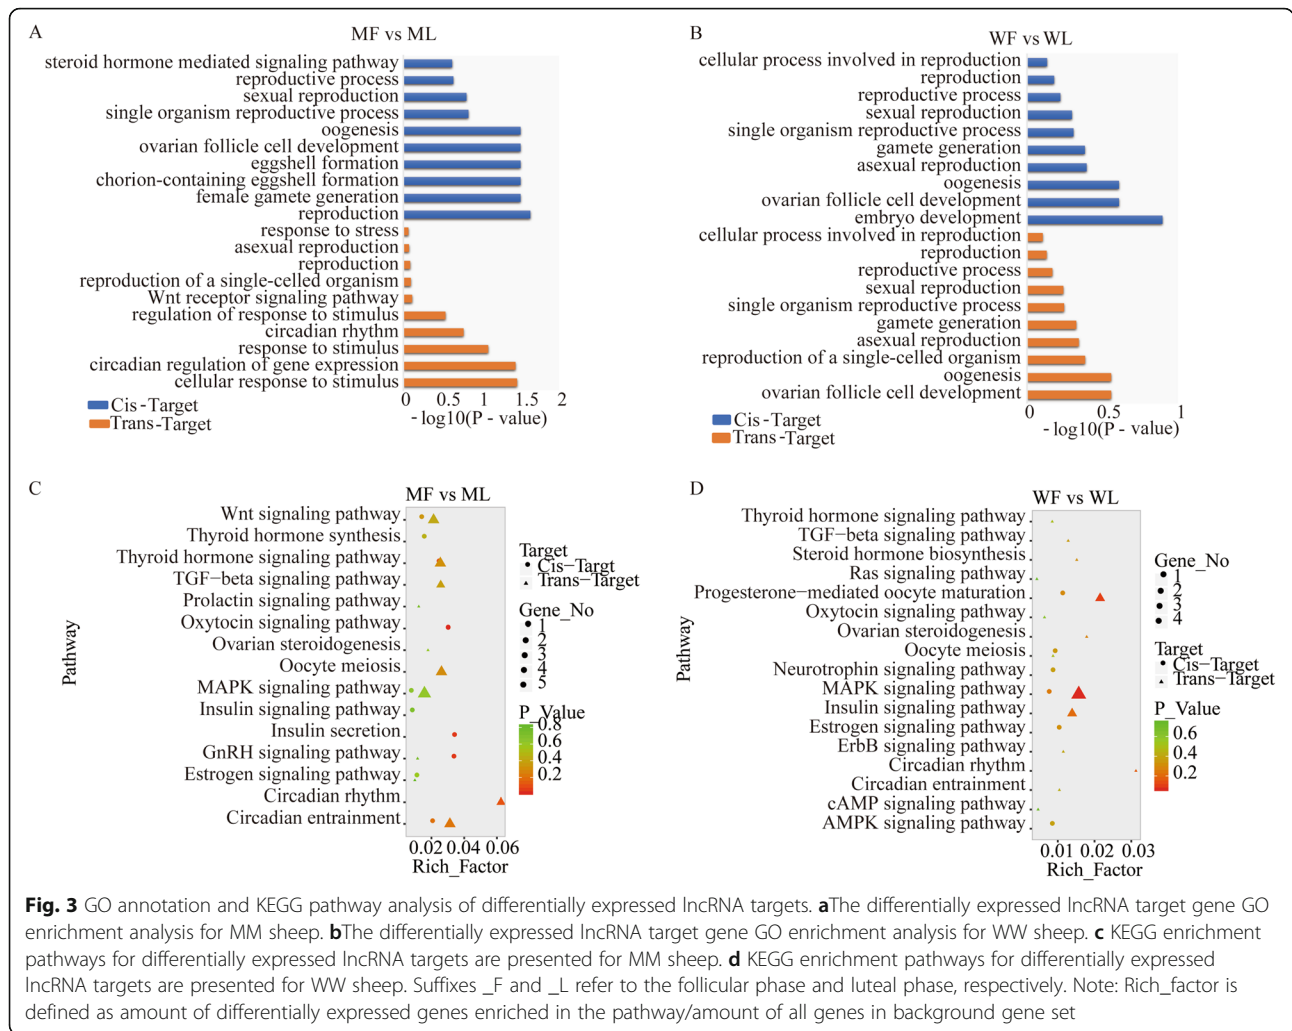 A
MF vs ML
steroid hormone mediated signaling pathway
reproductive process
sexual reproduction
single organism reproductive process
oogenesis
ovarian follicle cell development
eggshell formation
chorion-containing eggshell formation
female gamete generation
reproduction
response to stress
asexual reproduction
reproduction
reproduction of a single-celled organism
Wnt receptor signaling pathway
regulation of response to stimulus
circadian rhythm
response to stimulus
circadian regulation of gene expression
cellular response to stimulus
0 0.5 1 1.5 2
-log10(P - value)
Cis-Target
Trans-Target
B
WF vs WL
cellular process involved in reproduction
reproduction
reproductive process
sexual reproduction
single organism reproductive process
gamete generation
asexual reproduction
oogenesis
ovarian follicle cell development
embryo development
cellular process involved in reproduction
reproduction
reproductive process
sexual reproduction
single organism reproductive process
gamete generation
asexual reproduction
reproduction of a single-celled organism
oogenesis
ovarian follicle cell development
0 0.5 1
-log10(P - value)
Cis-Target
Trans-Target
C
MF vs ML
Pathway
Wnt signaling pathway
Thyroid hormone synthesis
Thyroid hormone signaling pathway
TGF−beta signaling pathway
Prolactin signaling pathway
Oxytocin signaling pathway
Ovarian steroidogenesis
Oocyte meiosis
MAPK signaling pathway
Insulin signaling pathway
Insulin secretion
GnRH signaling pathway
Estrogen signaling pathway
Circadian rhythm
Circadian entrainment
0.02 0.04 0.06
Rich_Factor
Target
Cis−Targt
Trans−Target
Gene_No
1
2
3
4
5
P_Value
0.8
0.6
0.4
0.2
D
WF vs WL
Pathway
Thyroid hormone signaling pathway
TGF−beta signaling pathway
Steroid hormone biosynthesis
Ras signaling pathway
Progesterone−mediated oocyte maturation
Oxytocin signaling pathway
Ovarian steroidogenesis
Oocyte meiosis
Neurotrophin signaling pathway
MAPK signaling pathway
Insulin signaling pathway
Estrogen signaling pathway
ErbB signaling pathway
Circadian rhythm
Circadian entrainment
cAMP signaling pathway
AMPK signaling pathway
0.01 0.02 0.03
Rich_Factor
Gene_No
1
2
3
4
Target
Cis−Target
Trans−Target
P_Value
0.6
0.4
0.2
Fig. 3 GO annotation and KEGG pathway analysis of differentially expressed lncRNA targets. aThe differentially expressed lncRNA target gene GO
enrichment analysis for MM sheep. bThe differentially expressed lncRNA target gene GO enrichment analysis for WW sheep. c KEGG enrichment
pathways for differentially expressed lncRNA targets are presented for MM sheep. d KEGG enrichment pathways for differentially expressed
lncRNA targets are presented for WW sheep. Suffixes _F and _L refer to the follicular phase and luteal phase, respectively. Note: Rich_factor is
defined as amount of differentially expressed genes enriched in the pathway/amount of all genes in background gene set